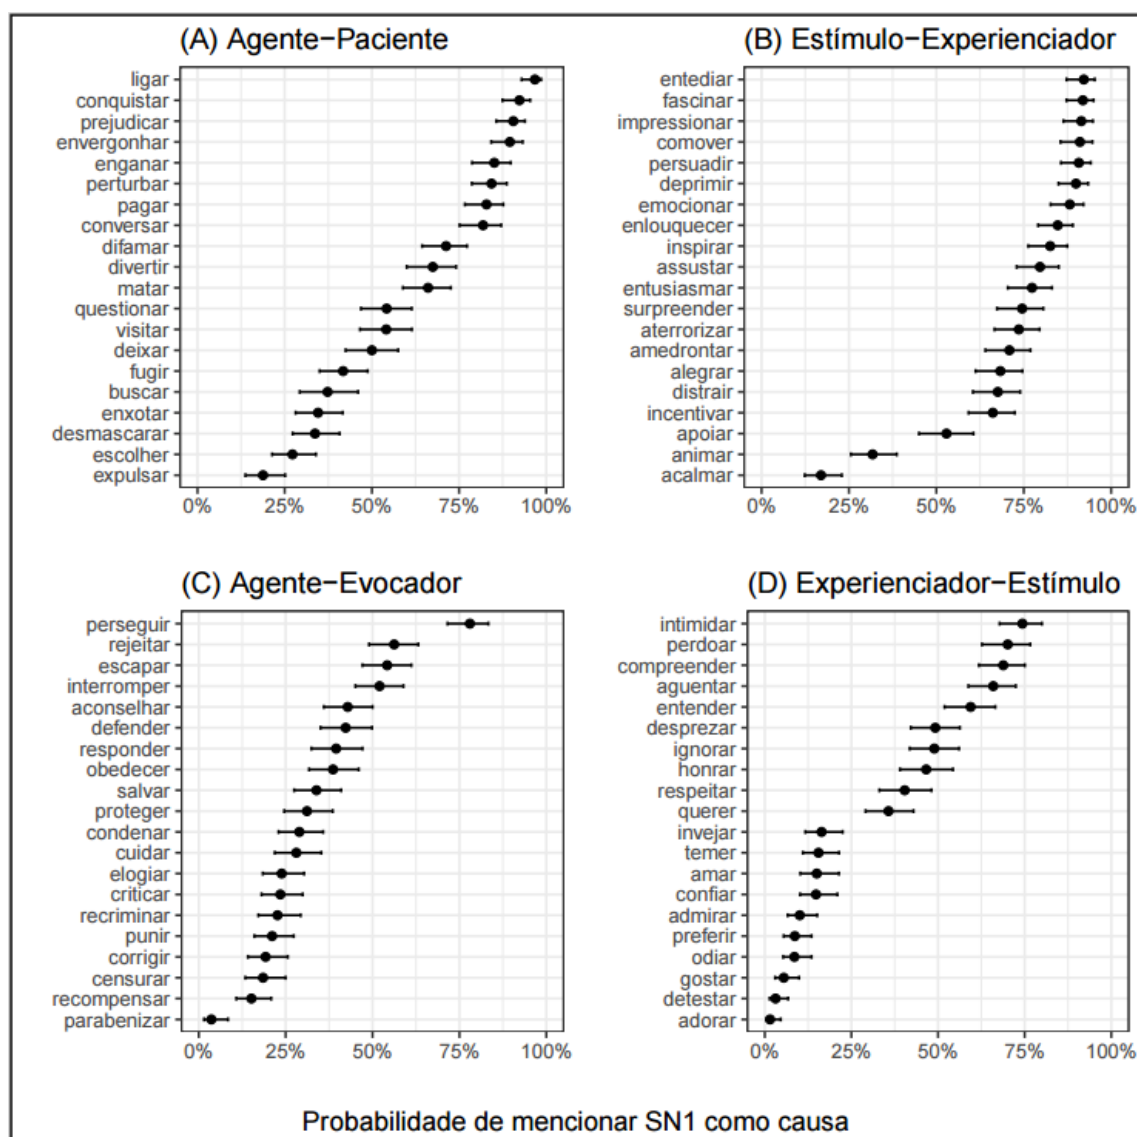 (A) Agente−Paciente
ligar
conquistar
prejudicar
envergonhar
enganar
perturbar
pagar
conversar
difamar
divertir
matar
questionar
visitar
deixar
fugir
buscar
enxotar
desmascarar
escolher
expulsar
0% 25% 50% 75% 100%
(B) Estímulo−Experienciador
entediar
fascinar
impressionar
comover
persuadir
deprimir
emocionar
enlouquecer
inspirar
assustar
entusiasmar
surpreender
aterrorizar
amedrontar
alegrar
distrair
incentivar
apoiar
animar
acalmar
0% 25% 50% 75% 100%
(C) Agente−Evocador
perseguir
rejeitar
escapar
interromper
aconselhar
defender
responder
obedecer
salvar
proteger
condenar
cuidar
elogiar
criticar
recriminar
punir
corrigir
censurar
recompensar
parabenizar
0% 25% 50% 75% 100%
(D) Experienciador−Estímulo
intimidar
perdoar
compreender
aguentar
entender
desprezar
ignorar
honrar
respeitar
querer
invejar
temer
amar
confiar
admirar
preferir
odiar
gostar
detestar
adorar
0% 25% 50% 75% 100%
Probabilidade de mencionar SN1 como causa